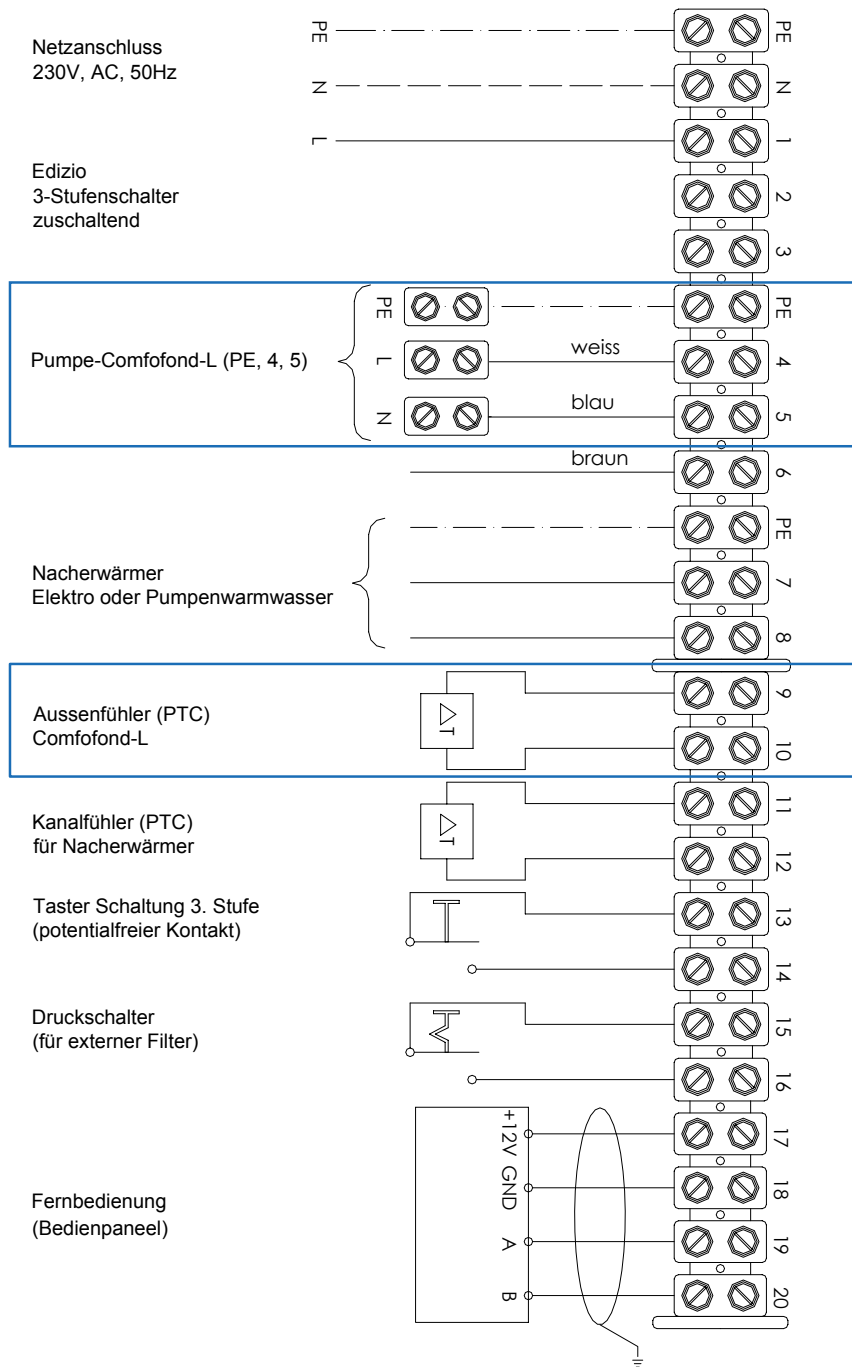 Netzanschluss
230V, AC, 50Hz
PE PE
N N
L 1
Edizio
3-Stufenschalter
zuschaltend
2
3
PE PE
Pumpe-Comfofond-L (PE, 4, 5)
L weiss 4
N blau 5
braun 6
PE
Nacherwärmer
Elektro oder Pumpenwarmwasser
7
8
9
Aussenfühler (PTC)
Comfofond-L
△T
10
11
Kanalfühler (PTC)
für Nacherwärmer
△T
12
Taster Schaltung 3. Stufe
(potentialfreier Kontakt)
13
14
Druckschalter
(für externer Filter)
15
16
+12V 17
GND 18
Fernbedienung
(Bedienpaneel)
A 19
B 20